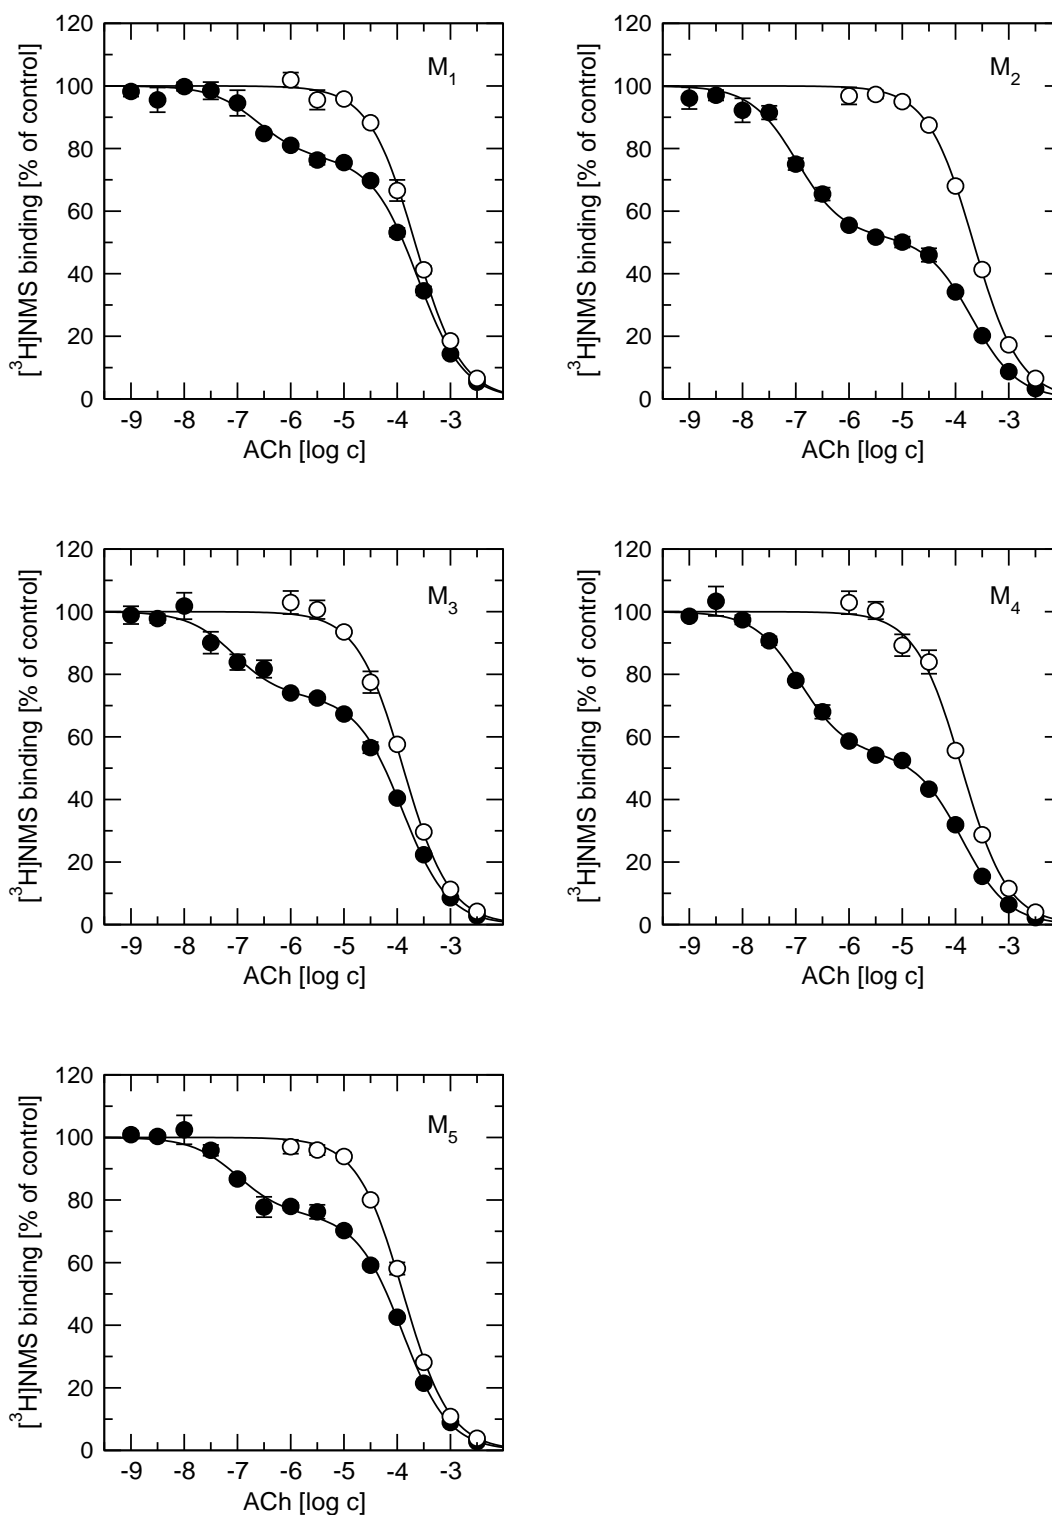 120
100
80
60
40
20
0
[³H]NMS binding [% of control]
M₁
-9 -8 -7 -6 -5 -4 -3
ACh [log c]
120
100
80
60
40
20
0
[³H]NMS binding [% of control]
M₂
-9 -8 -7 -6 -5 -4 -3
ACh [log c]
120
100
80
60
40
20
0
[³H]NMS binding [% of control]
M₃
-9 -8 -7 -6 -5 -4 -3
ACh [log c]
120
100
80
60
40
20
0
[³H]NMS binding [% of control]
M₄
-9 -8 -7 -6 -5 -4 -3
ACh [log c]
120
100
80
60
40
20
0
[³H]NMS binding [% of control]
M₅
-9 -8 -7 -6 -5 -4 -3
ACh [log c]